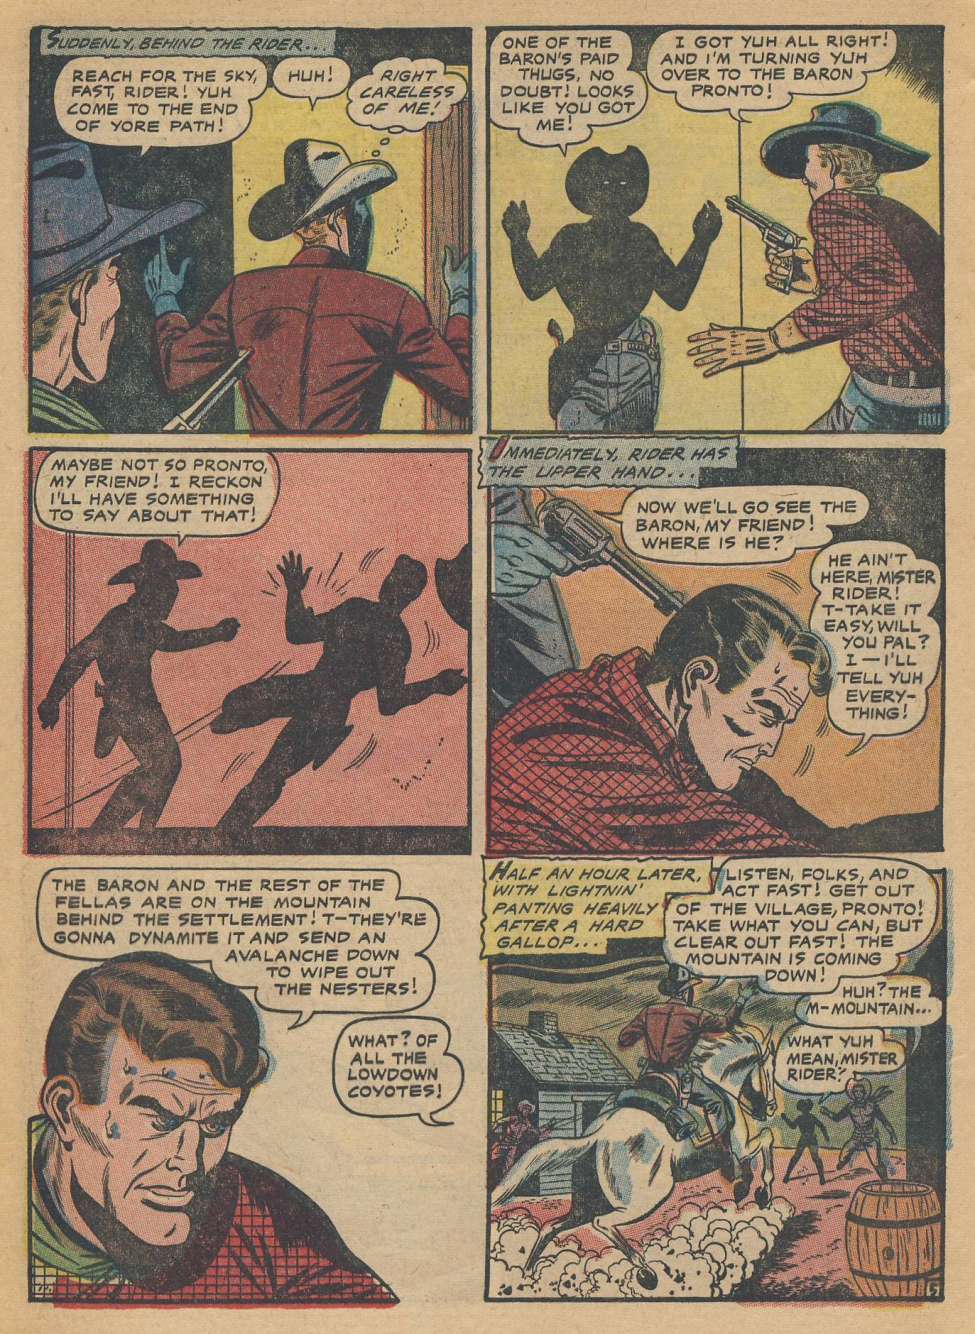 SUDDENLY, BEHIND THE RIDER...
REACH FOR THE SKY,
FAST, RIDER! YUH
COME TO THE END
OF YORE PATH!
HUH!
RIGHT
CARELESS
OF ME!
ONE OF THE
BARON'S PAID
THUGS, NO
DOUBT! LOOKS
LIKE YOU GOT
ME!
I GOT YUH ALL RIGHT!
AND I'M TURNING YUH
OVER TO THE BARON
PRONTO!
MAYBE NOT SO PRONTO,
MY FRIEND! I RECKON
I'LL HAVE SOMETHING
TO SAY ABOUT THAT!
IMMEDIATELY, RIDER HAS
THE UPPER HAND...
NOW WE'LL GO SEE THE
BARON, MY FRIEND!
WHERE IS HE?
HE AIN'T
HERE, MISTER
RIDER!
T-TAKE IT
EASY, WILL
YOU PAL?
I—I'LL
TELL YUH
EVERY-
THING!
THE BARON AND THE REST OF THE
FELLAS ARE ON THE MOUNTAIN
BEHIND THE SETTLEMENT! T-THEY'RE
GONNA DYNAMITE IT AND SEND AN
AVALANCHE DOWN
TO WIPE OUT
THE NESTERS!
WHAT? OF
ALL THE
LOWDOWN
COYOTES!
HALF AN HOUR LATER,
WITH LIGHTNIN'
PANTING HEAVILY
AFTER A HARD
GALLOP...
LISTEN, FOLKS, AND
ACT FAST! GET OUT
OF THE VILLAGE, PRONTO!
TAKE WHAT YOU CAN, BUT
CLEAR OUT FAST! THE
MOUNTAIN IS COMING
DOWN!
HUH? THE
M-MOUNTAIN...
WHAT YUH
MEAN, MISTER
RIDER?
5